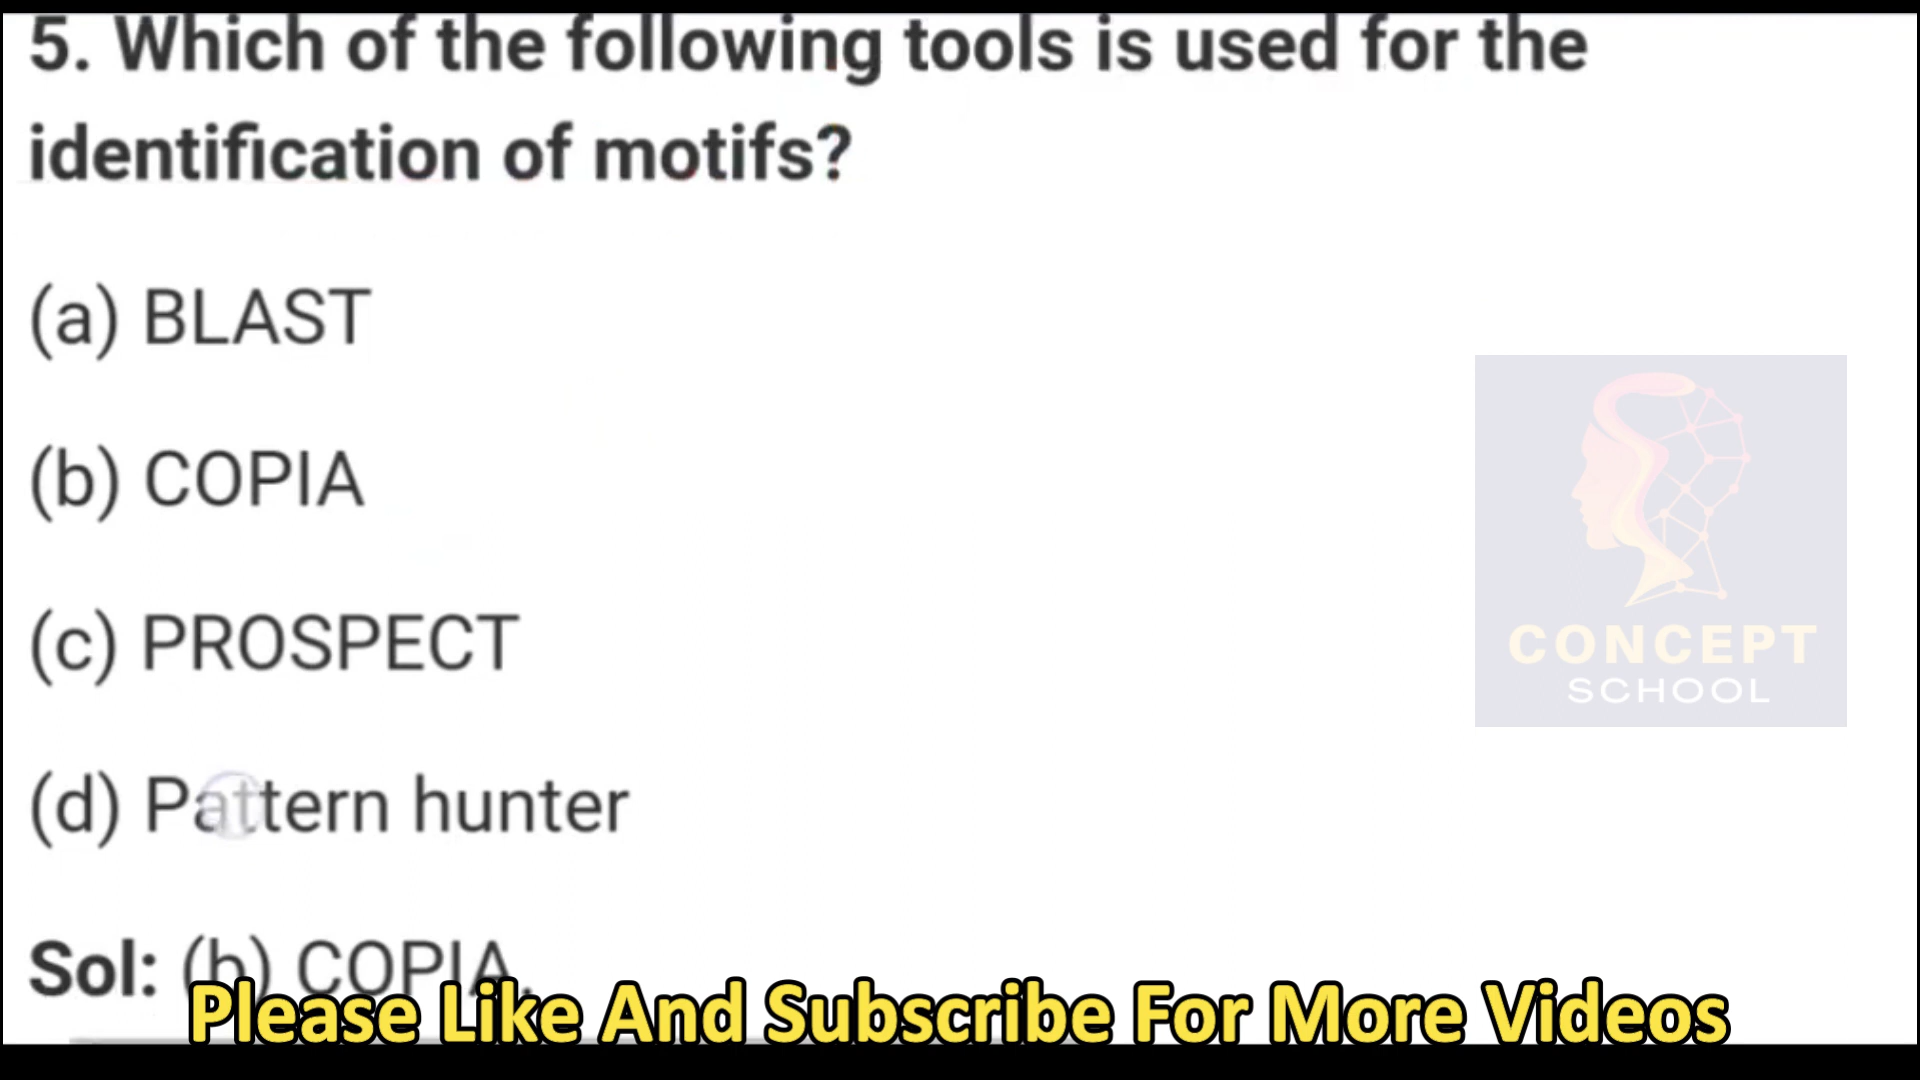 5. Which of the following tools is used for the
identification of motifs?
(a) BLAST
(b) COPIA
(c) PROSPECT
(d) Pattern hunter
CONCEPT
SCHOOL
Sol: (b) COPIA.
Please Like And Subscribe For More Videos